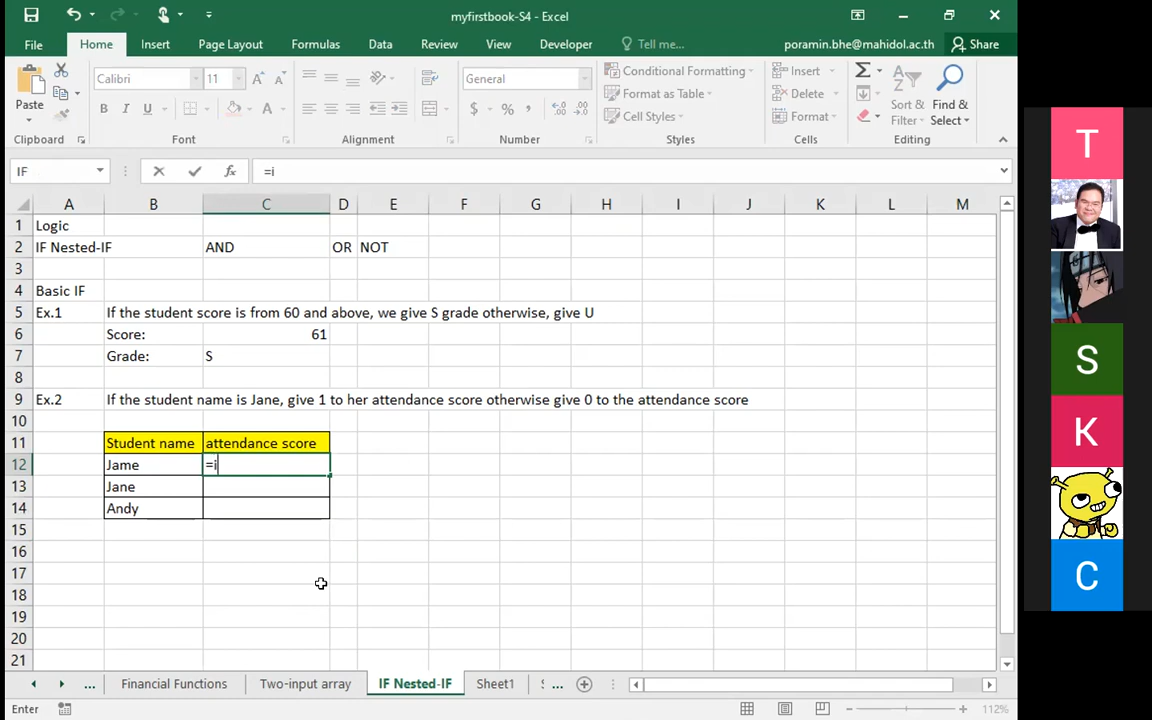 myfirstbook-S4 - Excel
File Home Insert Page Layout Formulas Data Review View Developer Tell me... poramin.bhe@mahidol.ac.th Share
Calibri 11 General Conditional Formatting Insert
Paste B I U $ % , Format as Table Delete Sort & Filter Find & Select
Cell Styles Format
Clipboard Font Alignment Number Styles Cells Editing
IF fx =i
A B C D E F G H I J K L M
1 Logic
2 IF Nested-IF AND OR NOT
3
4 Basic IF
5 Ex.1 If the student score is from 60 and above, we give S grade otherwise, give U
6 Score: 61
7 Grade: S
8
9 Ex.2 If the student name is Jane, give 1 to her attendance score otherwise give 0 to the attendance score
10
11 Student name attendance score
12 Jame =i
13 Jane
14 Andy
15
16
17
18
19
20
21
... Financial Functions Two-input array IF Nested-IF Sheet1 S ...
Enter 112%
T
S
K
C